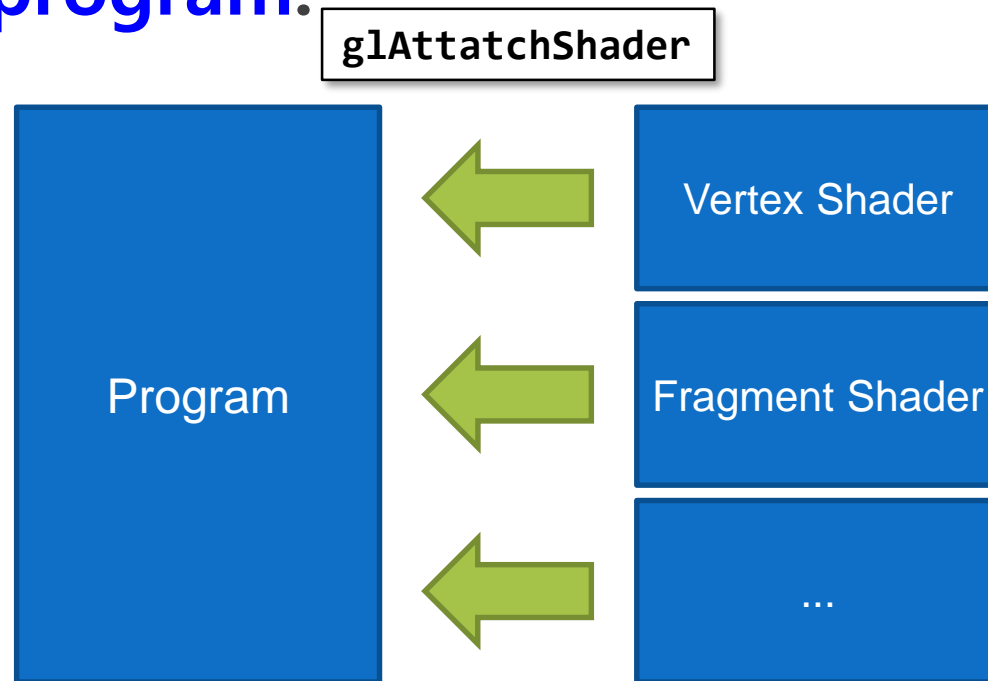 program.
glAttatchShader
Program
Vertex Shader
Fragment Shader
...